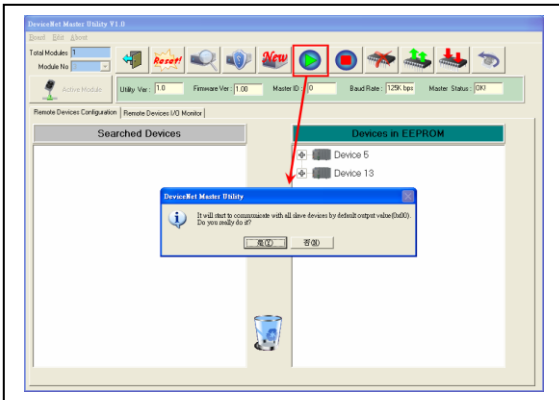 DeviceNet Master Utility V1.0
Board Edit About
Total Modules 1
Module No
Reset!
New
Active Module
Utility Ver : 1.0
Firmware Ver : 1.00
Master ID : 0
Baud Rate : 125K bps
Master Status : OK!
Remote Devices Configuration
Remote Devices I/O Monitor
Searched Devices
Devices in EEPROM
Device 5
Device 13
DeviceNet Master Utility
It will start to communicate with all slave devices by default output value(0x00).
Do you really do it?
是(Y)
否(N)